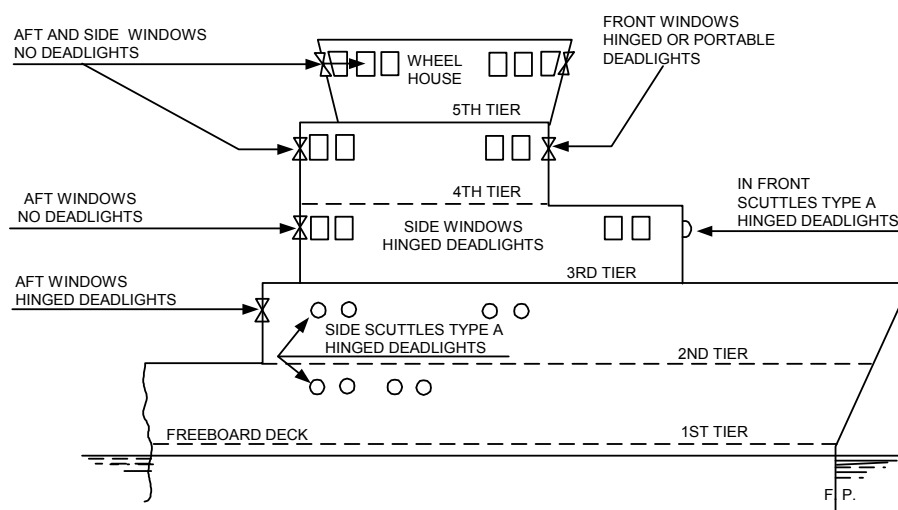 AFT AND SIDE WINDOWS
NO DEADLIGHTS
FRONT WINDOWS
HINGED OR PORTABLE
DEADLIGHTS
WHEEL
HOUSE
5TH TIER
4TH TIER
AFT WINDOWS
NO DEADLIGHTS
SIDE WINDOWS
HINGED DEADLIGHTS
IN FRONT
SCUTTLES TYPE A
HINGED DEADLIGHTS
3RD TIER
AFT WINDOWS
HINGED DEADLIGHTS
SIDE SCUTTLES TYPE A
HINGED DEADLIGHTS
2ND TIER
FREEBOARD DECK
1ST TIER
F. P.